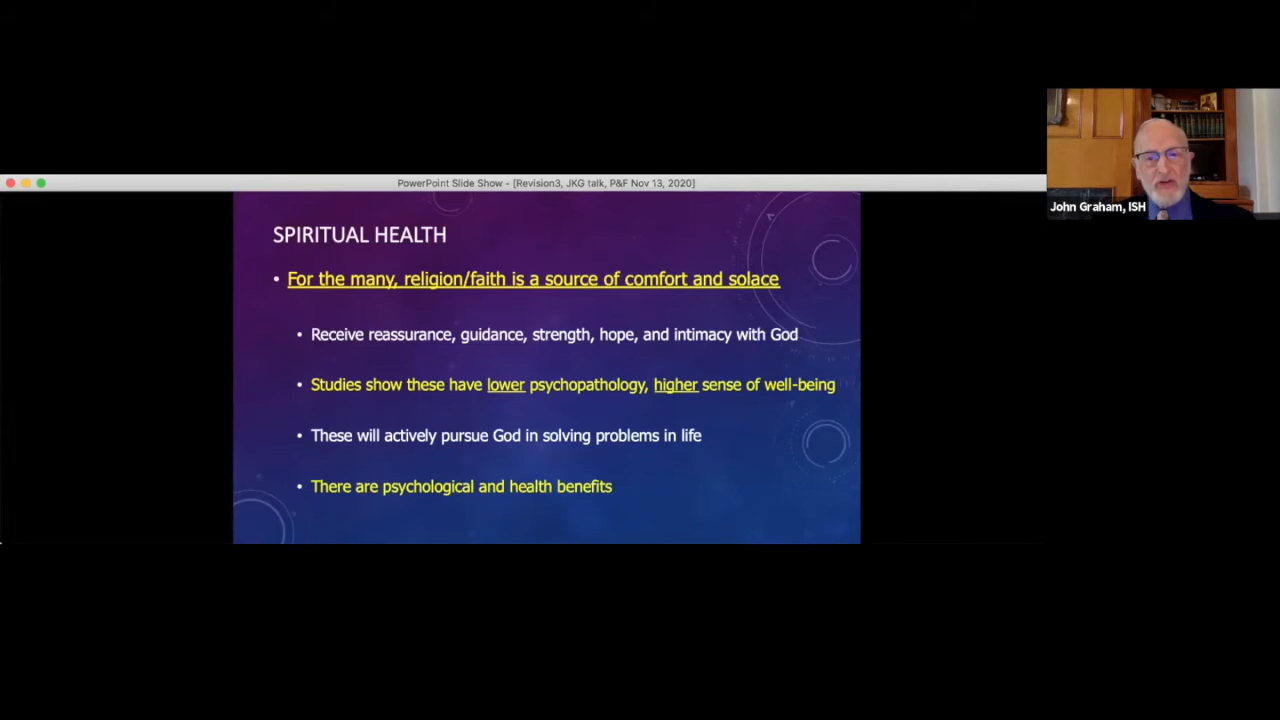 PowerPoint Slide Show - [Revision3, JKG talk, P&F Nov 13, 2020]
John Graham, ISH
SPIRITUAL HEALTH
• For the many, religion/faith is a source of comfort and solace
• Receive reassurance, guidance, strength, hope, and intimacy with God
• Studies show these have lower psychopathology, higher sense of well-being
• These will actively pursue God in solving problems in life
• There are psychological and health benefits